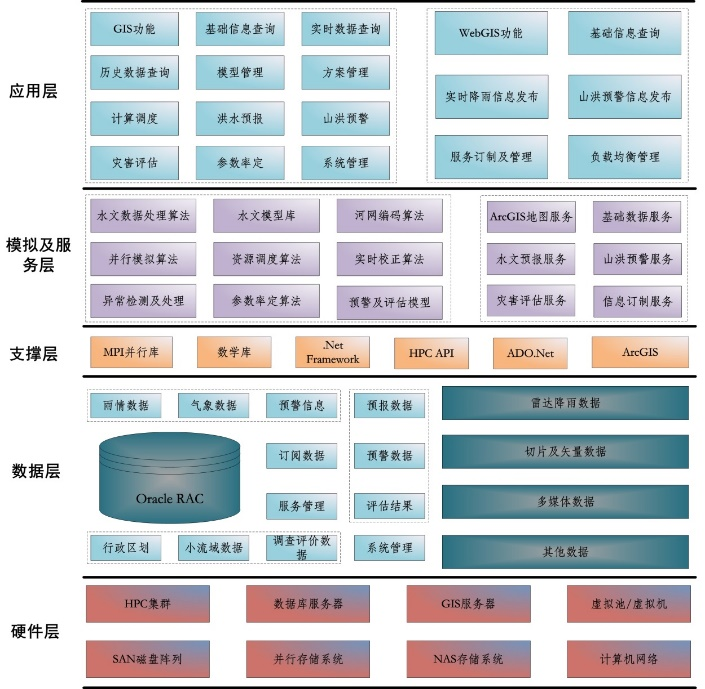 应用层
GIS功能
基础信息查询
实时数据查询
历史数据查询
模型管理
方案管理
计算调度
洪水预报
山洪预警
灾害评估
参数率定
系统管理
WebGIS功能
基础信息查询
实时降雨信息发布
山洪预警信息发布
服务订制及管理
负载均衡管理
模拟及服
务层
水文数据处理算法
水文模型库
河网编码算法
并行模拟算法
资源调度算法
实时校正算法
异常检测及处理
参数率定算法
预警及评估模型
ArcGIS地图服务
基础数据服务
水文预报服务
山洪预警服务
灾害评估服务
信息订制服务
支撑层
MPI并行库
数学库
.Net
Framework
HPC API
ADO.Net
ArcGIS
数据层
雨情数据
气象数据
预警信息
预报数据
订阅数据
预警数据
Oracle RAC
服务管理
评估结果
行政区划
小流域数据
调查评价数
据
系统管理
雷达降雨数据
切片及矢量数据
多媒体数据
其他数据
硬件层
HPC集群
数据库服务器
GIS服务器
虚拟池/虚拟机
SAN磁盘阵列
并行存储系统
NAS存储系统
计算机网络